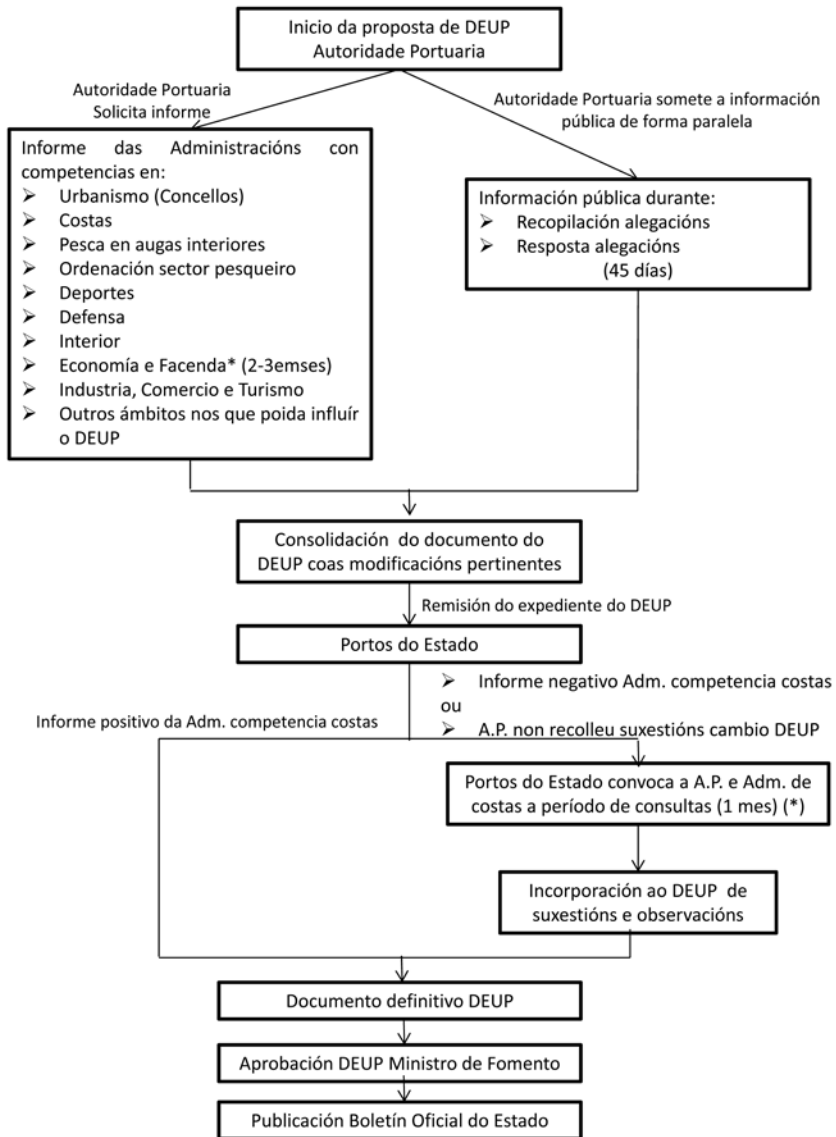 Inicio da proposta de DEUP
Autoridade Portuaria
Autoridade Portuaria
Solicita informe
Autoridade Portuaria somete a información
pública de forma paralela
Informe das Administracións con
competencias en:
➢ Urbanismo (Concellos)
➢ Costas
➢ Pesca en augas interiores
➢ Ordenación sector pesqueiro
➢ Deportes
➢ Defensa
➢ Interior
➢ Economía e Facenda* (2-3emses)
➢ Industria, Comercio e Turismo
➢ Outros ámbitos nos que poida influír
o DEUP
Información pública durante:
➢ Recopilación alegacións
➢ Resposta alegacións
(45 días)
Consolidación do documento do
DEUP coas modificacións pertinentes
Remisión do expediente do DEUP
Portos do Estado
Informe positivo da Adm. competencia costas
➢ Informe negativo Adm. competencia costas
ou
➢ A.P. non recolleu suxestións cambio DEUP
Portos do Estado convoca a A.P. e Adm. de
costas a período de consultas (1 mes) (*)
Incorporación ao DEUP de
suxestións e observacións
Documento definitivo DEUP
Aprobación DEUP Ministro de Fomento
Publicación Boletín Oficial do Estado